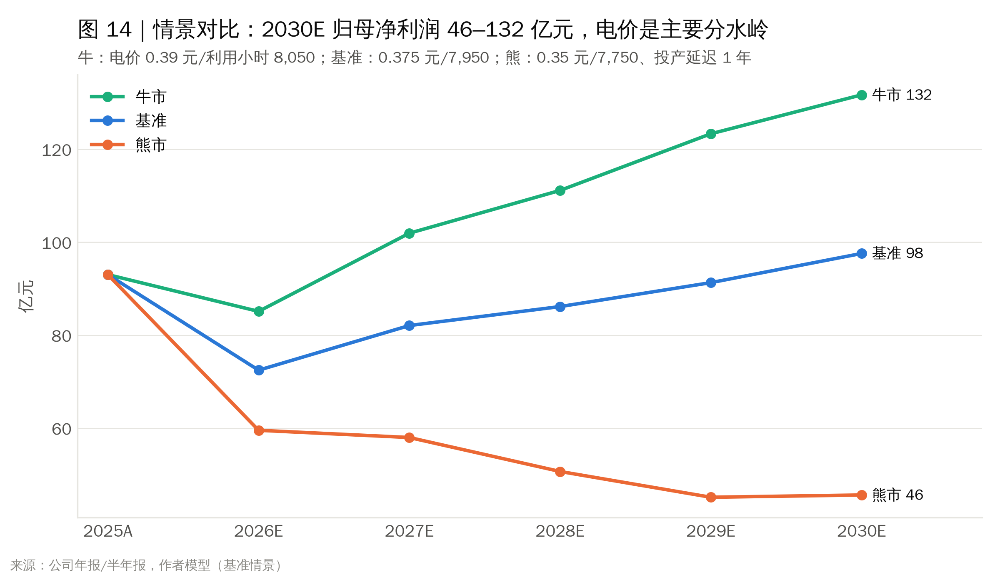 图 14｜情景对比：2030E 归母净利润 46–132 亿元，电价是主要分水岭
牛：电价 0.39 元/利用小时 8,050；基准：0.375 元/7,950；熊：0.35 元/7,750、投产延迟 1 年
牛市
基准
熊市
牛市 132
基准 98
熊市 46
120
100
80
60
亿元
2025A
2026E
2027E
2028E
2029E
2030E
来源：公司年报/半年报，作者模型（基准情景）